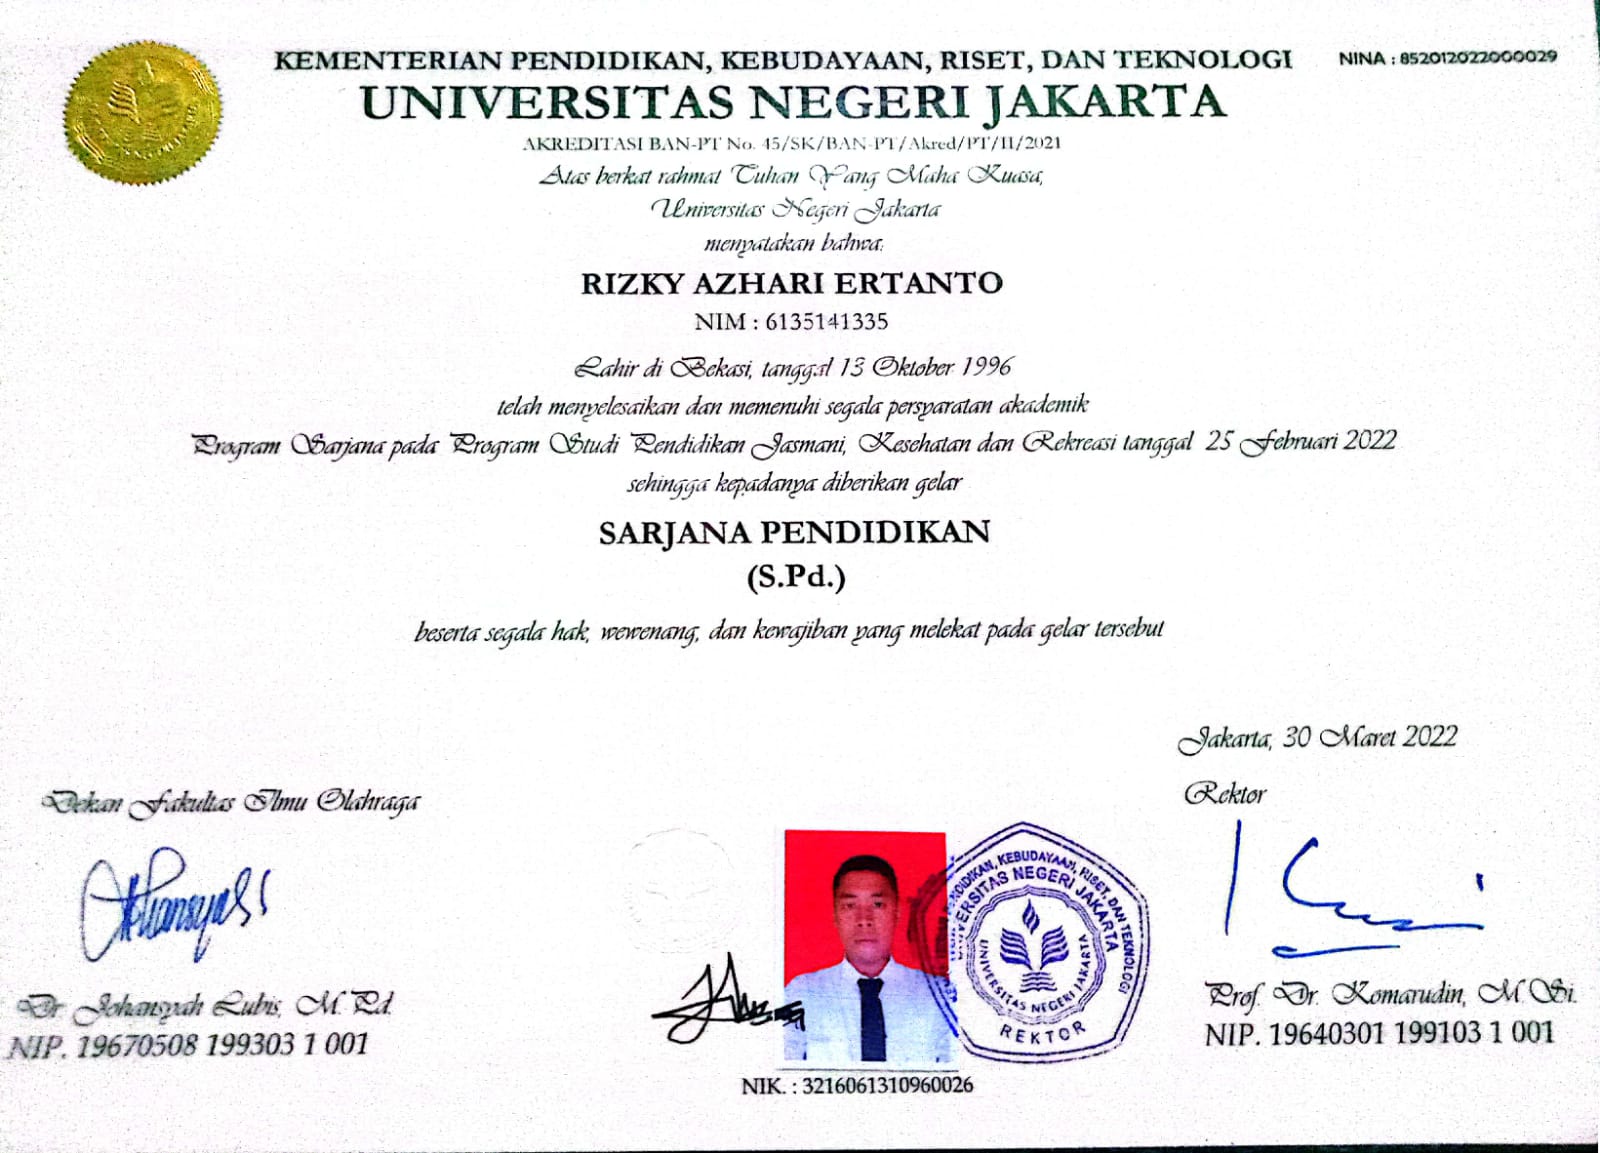 KEMENTERIAN PENDIDIKAN, KEBUDAYAAN, RISET, DAN TEKNOLOGI
NINA : 852012022000029
UNIVERSITAS NEGERI JAKARTA
AKREDITASI BAN-PT No. 45/SK/BAN-PT/Akred/PT/II/2021
Atas berkat rahmat Tuhan Yang Maha Kuasa,
Universitas Negeri Jakarta
menyatakan bahwa:
RIZKY AZHARI ERTANTO
NIM : 6135141335
Lahir di Bekasi, tanggal 13 Oktober 1996
telah menyelesaikan dan memenuhi segala persyaratan akademik
Program Sarjana pada Program Studi Pendidikan Jasmani, Kesehatan dan Rekreasi tanggal 25 Februari 2022
sehingga kepadanya diberikan gelar
SARJANA PENDIDIKAN
(S.Pd.)
beserta segala hak, wewenang, dan kewajiban yang melekat pada gelar tersebut
Jakarta, 30 Maret 2022
Dekan Fakultas Ilmu Olahraga
Rektor
PENDIDIKAN, KEBUDAYAAN, RISET, DAN TEKNOLOGI
UNIVERSITAS NEGERI JAKARTA
UNIVERSITAS NEGERI JAKARTA
REKTOR
Dr. Johansyah Lubis, M.Pd.
NIP. 19670508 199303 1 001
Prof. Dr. Komarudin, M.Si.
NIP. 19640301 199103 1 001
NIK. : 3216061310960026